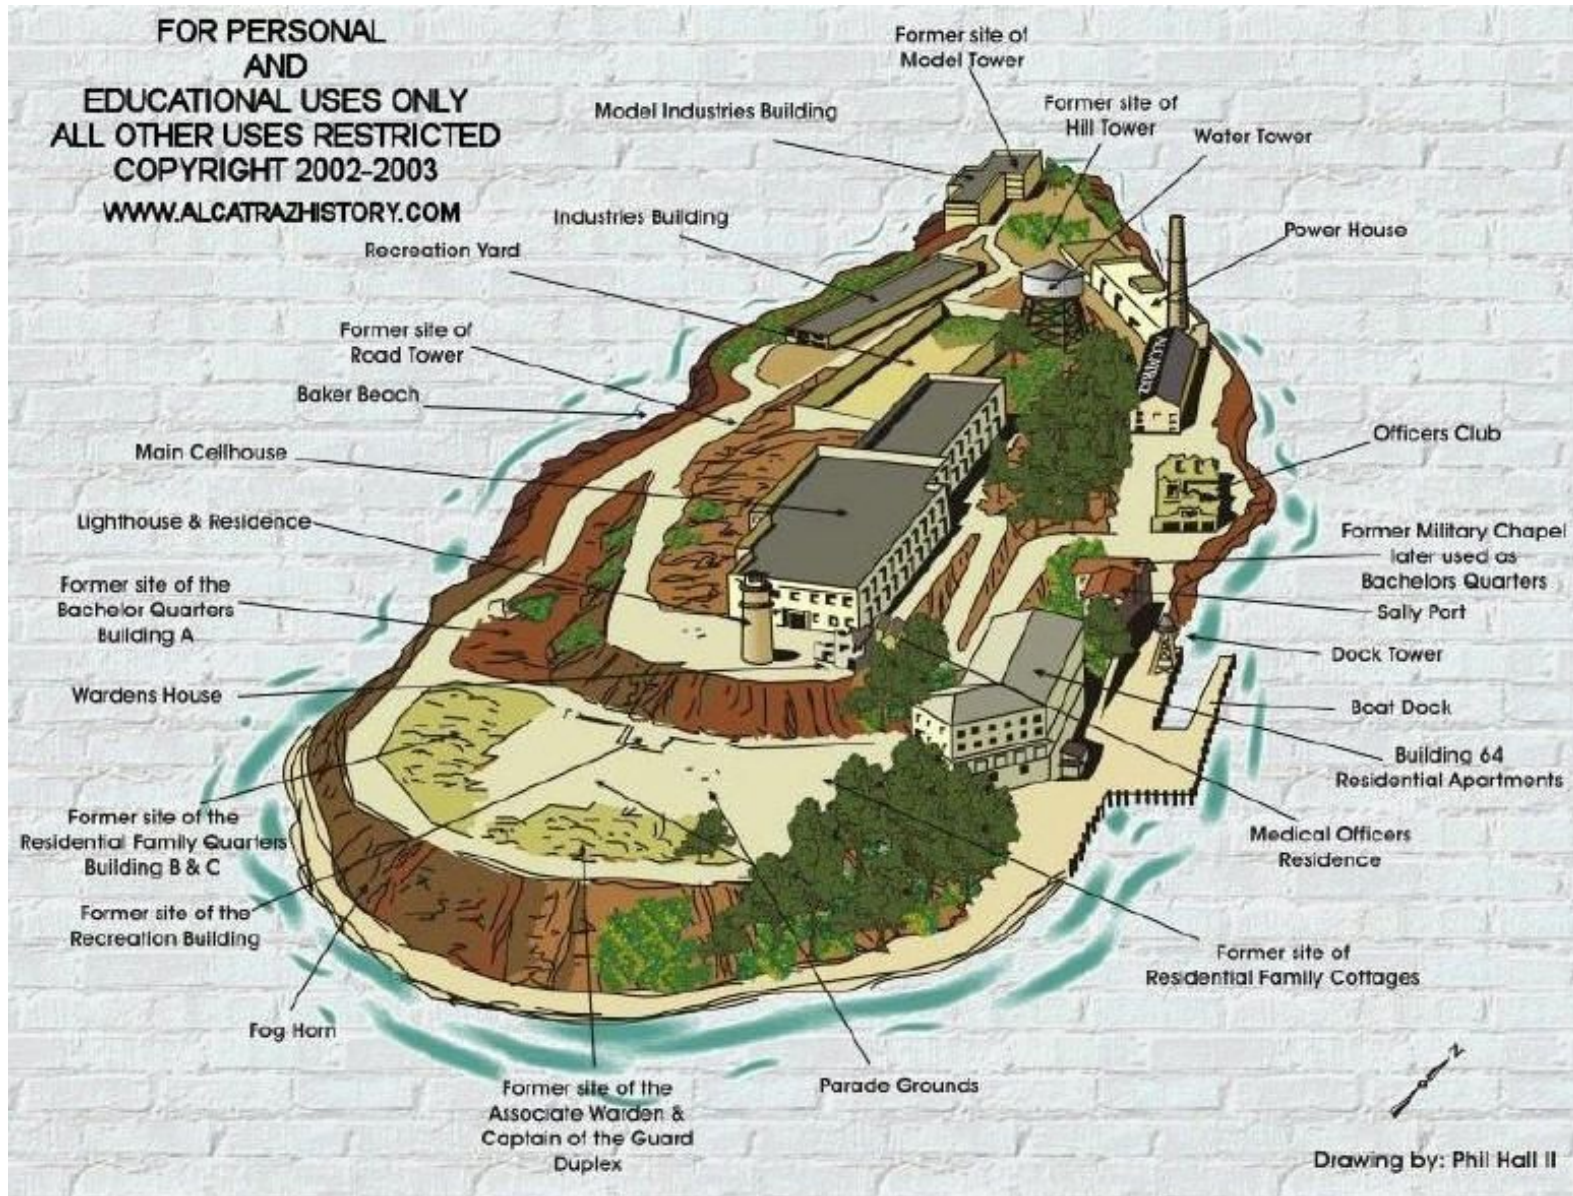 FOR PERSONAL
AND
EDUCATIONAL USES ONLY
ALL OTHER USES RESTRICTED
COPYRIGHT 2002-2003
WWW.ALCATRAZHISTORY.COM
Former site of
Model Tower
Model Industries Building
Former site of
Hill Tower
Water Tower
Industries Building
Power House
Recreation Yard
Former site of
Road Tower
Baker Beach
Officers Club
Main Cellhouse
Lighthouse & Residence
Former Military Chapel
later used as
Bachelors Quarters
Former site of the
Bachelor Quarters
Building A
Sally Port
Dock Tower
Wardens House
Boat Dock
Building 64
Residential Apartments
Former site of the
Residential Family Quarters
Building B & C
Medical Officers
Residence
Former site of the
Recreation Building
Former site of
Residential Family Cottages
Fog Horn
Parade Grounds
Former site of the
Associate Warden &
Captain of the Guard
Duplex
N
Drawing by: Phil Hall II